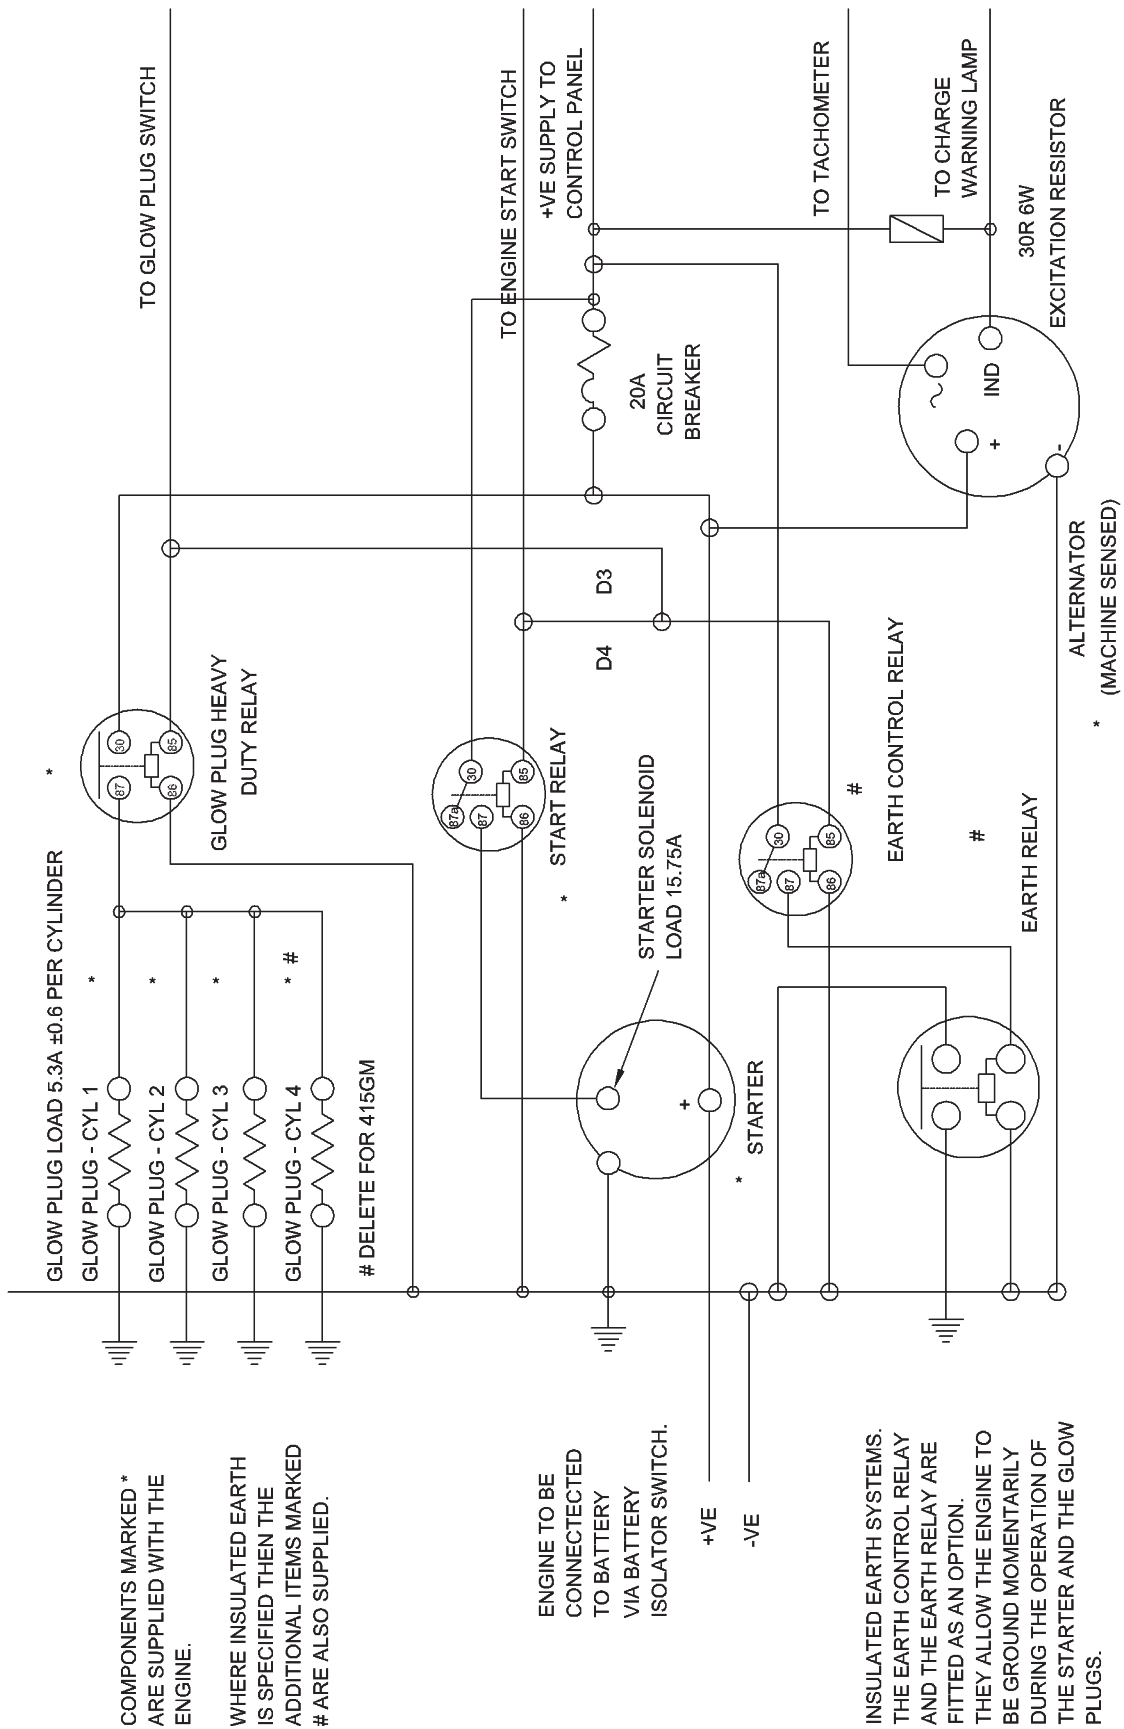 COMPONENTS MARKED *
ARE SUPPLIED WITH THE
ENGINE.
WHERE INSULATED EARTH
IS SPECIFIED THEN THE
ADDITIONAL ITEMS MARKED
# ARE ALSO SUPPLIED.
GLOW PLUG LOAD 5.3A ±0.6 PER CYLINDER
GLOW PLUG - CYL 1
*
GLOW PLUG - CYL 2
*
GLOW PLUG - CYL 3
*
GLOW PLUG - CYL 4
* #
# DELETE FOR 415GM
*
87
30
86
85
GLOW PLUG HEAVY
DUTY RELAY
TO GLOW PLUG SWITCH
ENGINE TO BE
CONNECTECTED
TO BATTERY
VIA BATTERY
ISOLATOR SWITCH.
+VE
-VE
87a
30
87
86
85
START RELAY
*
TO ENGINE START SWITCH
+VE SUPPLY TO
CONTROL PANEL
STARTER SOLENOID
LOAD 15.75A
+
STARTER
*
D4
D3
20A
CIRCUIT
BREAKER
87a
30
87
86
85
#
EARTH CONTROL RELAY
TO TACHOMETER
TO CHARGE
WARNING LAMP
30R 6W
EXCITATION RESISTOR
~
IND
+
-
ALTERNATOR
(MACHINE SENSED)
*
#
EARTH RELAY
INSULATED EARTH SYSTEMS.
THE EARTH CONTROL RELAY
AND THE EARTH RELAY ARE
FITTED AS AN OPTION.
THEY ALLOW THE ENGINE TO
BE GROUND MOMENTARILY
DURING THE OPERATION OF
THE STARTER AND THE GLOW
PLUGS.